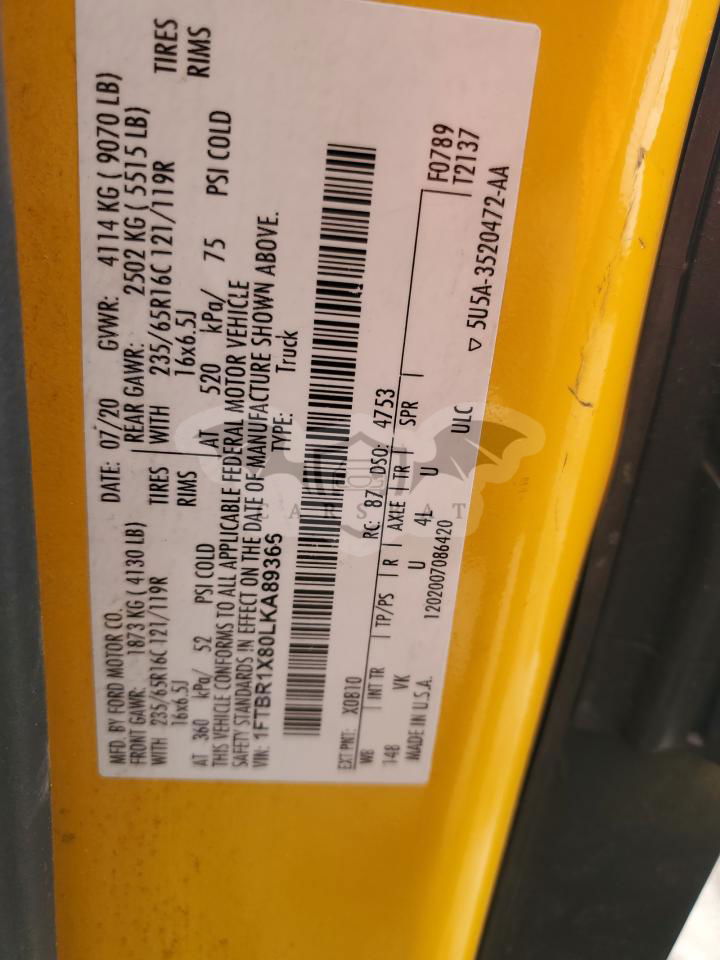 MFD. BY FORD MOTOR CO. DATE: 07/20 GVWR: 4114 KG ( 9070 LB)
FRONT GAWR: 1873 KG ( 4130 LB) REAR GAWR: 2502 KG ( 5515 LB)
WITH 235/65R16C 121/119R TIRES WITH 235/65R16C 121/119R TIRES
16x6.5J RIMS 16x6.5J RIMS
AT 360 kPa/ 52 PSI COLD AT 520 kPa/ 75 PSI COLD
THIS VEHICLE CONFORMS TO ALL APPLICABLE FEDERAL MOTOR VEHICLE
SAFETY STANDARDS IN EFFECT ON THE DATE OF MANUFACTURE SHOWN ABOVE.
VIN: 1FTBR1X80LKA89365 TYPE: Truck
EXT PNT: X0810 RC: 87 DSO: 4753 F0789
WB INT TR TP/PS R AXLE TR SPR T2137
148 VK U 4L U
MADE IN U.S.A. 1202007086420 ULC
▽ 5U5A-3520472-AA
CARSBAT